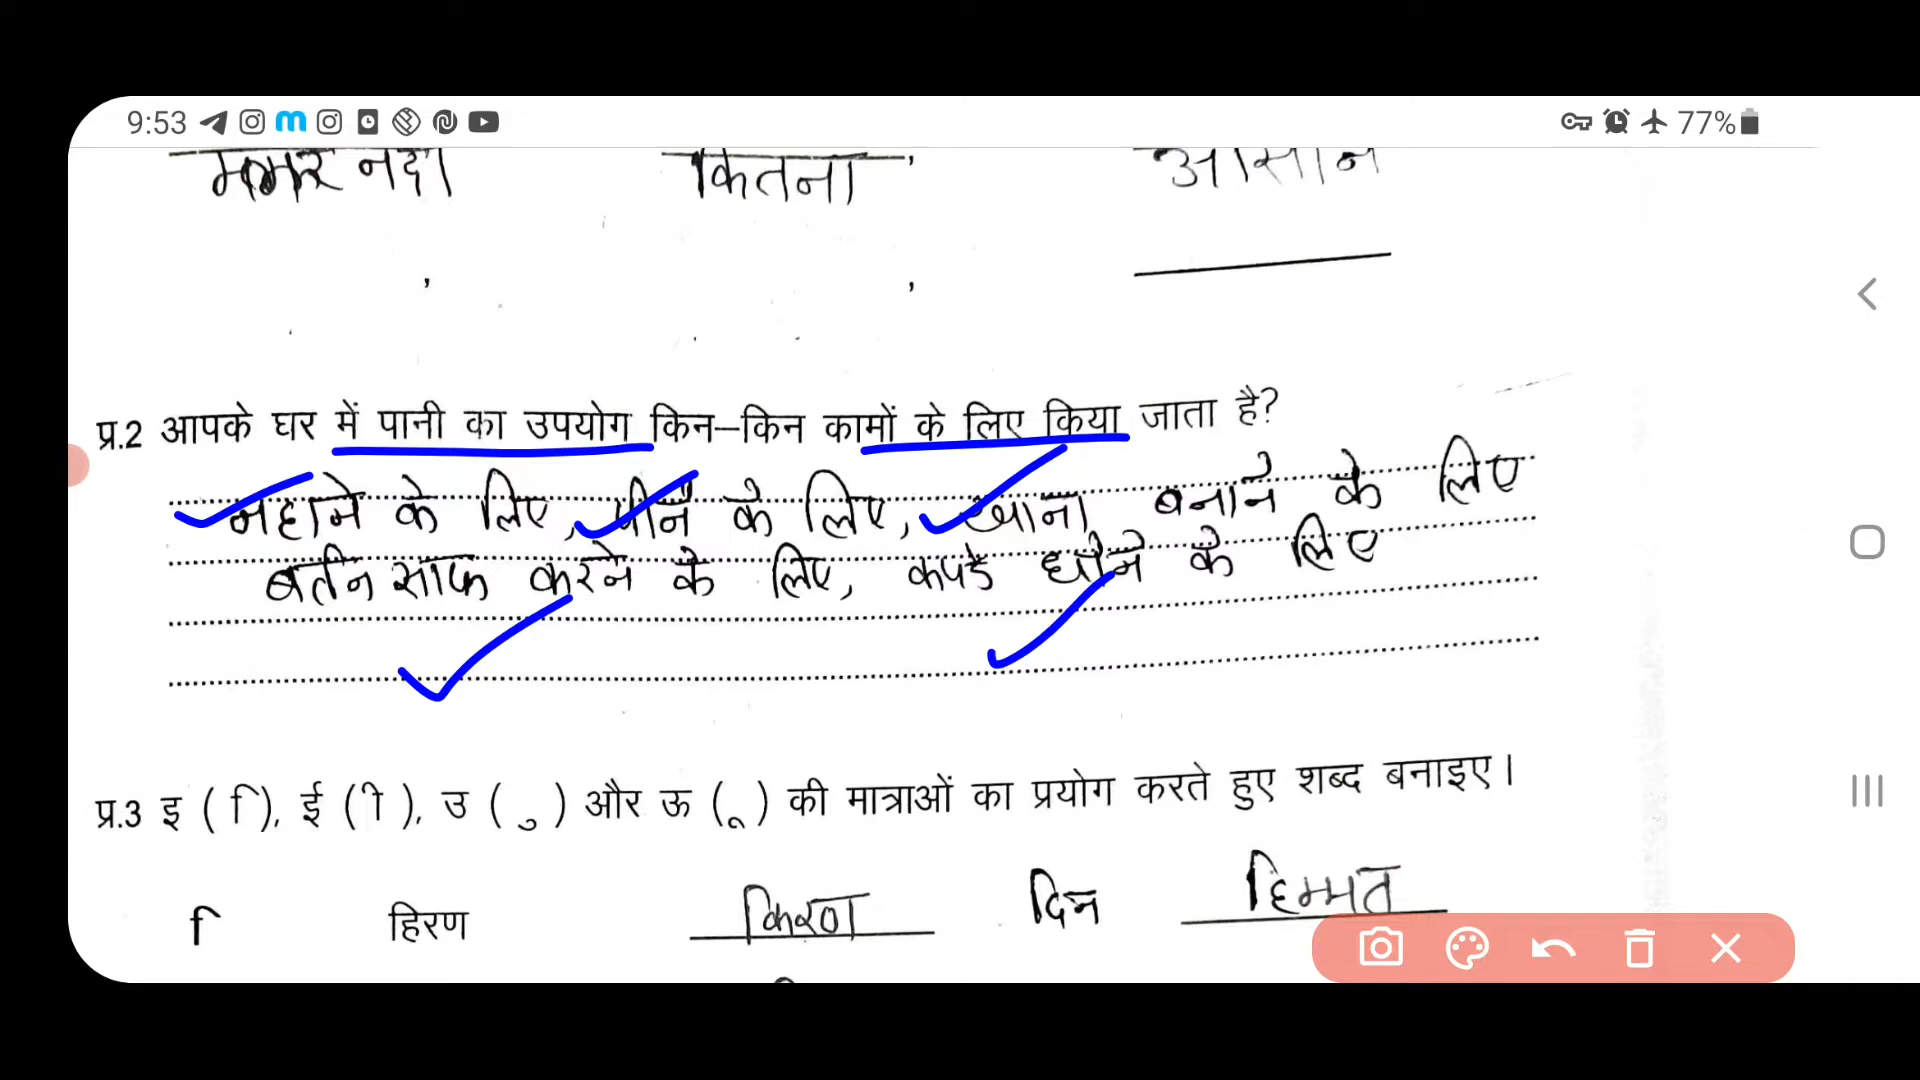 9:53 77%
नदी कितना आसान
प्र.2 आपके घर में पानी का उपयोग किन–किन कामों के लिए किया जाता है?
नहाने के लिए, पीने के लिए, खाना बनाने के लिए
बर्तन साफ करने के लिए, कपडे धोने के लिए
प्र.3 इ ( ि), ई ( ी ), उ ( ु ) और ऊ ( ू ) की मात्राओं का प्रयोग करते हुए शब्द बनाइए।
ि हिरण किरण दिन हिम्मत